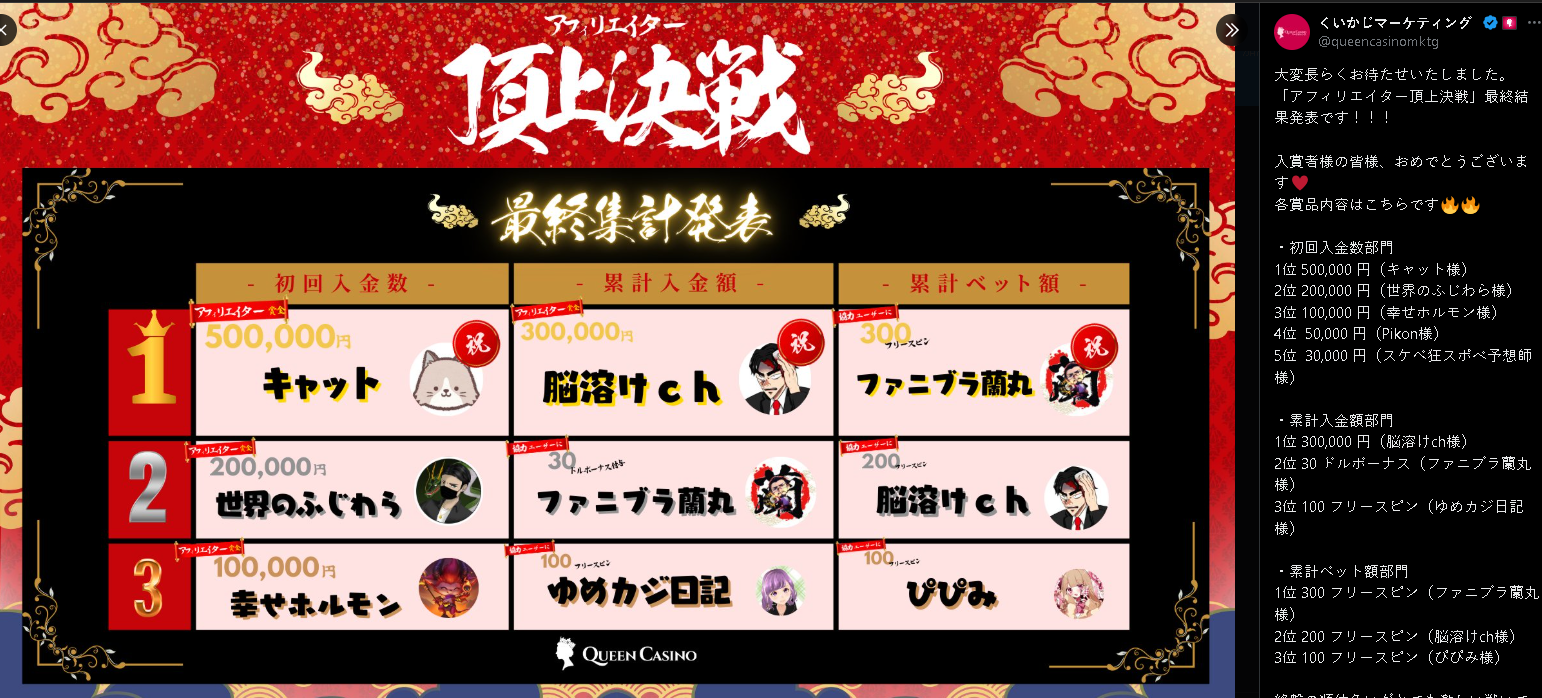 アフィリエイター
頂上決戦
最終集計発表
- 初回入金数 -
- 累計入金額 -
- 累計ベット額 -
1
アフィリエイター 賞金
500,000円
祝
キャット
アフィリエイター 賞金
300,000円
祝
脳溶けch
協力ユーザーに
300
フリースピン
祝
ファニブラ蘭丸
2
アフィリエイター 賞金
200,000円
世界のふじわら
協力ユーザーに
30
ドルボーナス付与
ファニブラ蘭丸
協力ユーザーに
200
フリースピン
脳溶けch
3
アフィリエイター 賞金
100,000円
幸せホルモン
協力ユーザーに
100
フリースピン
ゆめカジ日記
協力ユーザーに
100
フリースピン
ぴぴみ
QUEEN CASINO
くいかじマーケティング
@queencasinomktg
大変長らくお待たせいたしました。
「アフィリエイター頂上決戦」最終結
果発表です！！！
入賞者様の皆様、おめでとうございま
す♥️
各賞品内容はこちらです🔥🔥
・初回入金数部門
1位 500,000 円（キャット様）
2位 200,000 円（世界のふじわら様）
3位 100,000 円（幸せホルモン様）
4位 50,000 円（Pikon様）
5位 30,000 円（スケベ狂スポベ予想師
様）
・累計入金額部門
1位 300,000 円（脳溶けch様）
2位 30 ドルボーナス（ファニブラ蘭丸
様）
3位 100 フリースピン（ゆめカジ日記
様）
・累計ベット額部門
1位 300 フリースピン（ファニブラ蘭丸
様）
2位 200 フリースピン（脳溶けch様）
3位 100 フリースピン（ぴぴみ様）